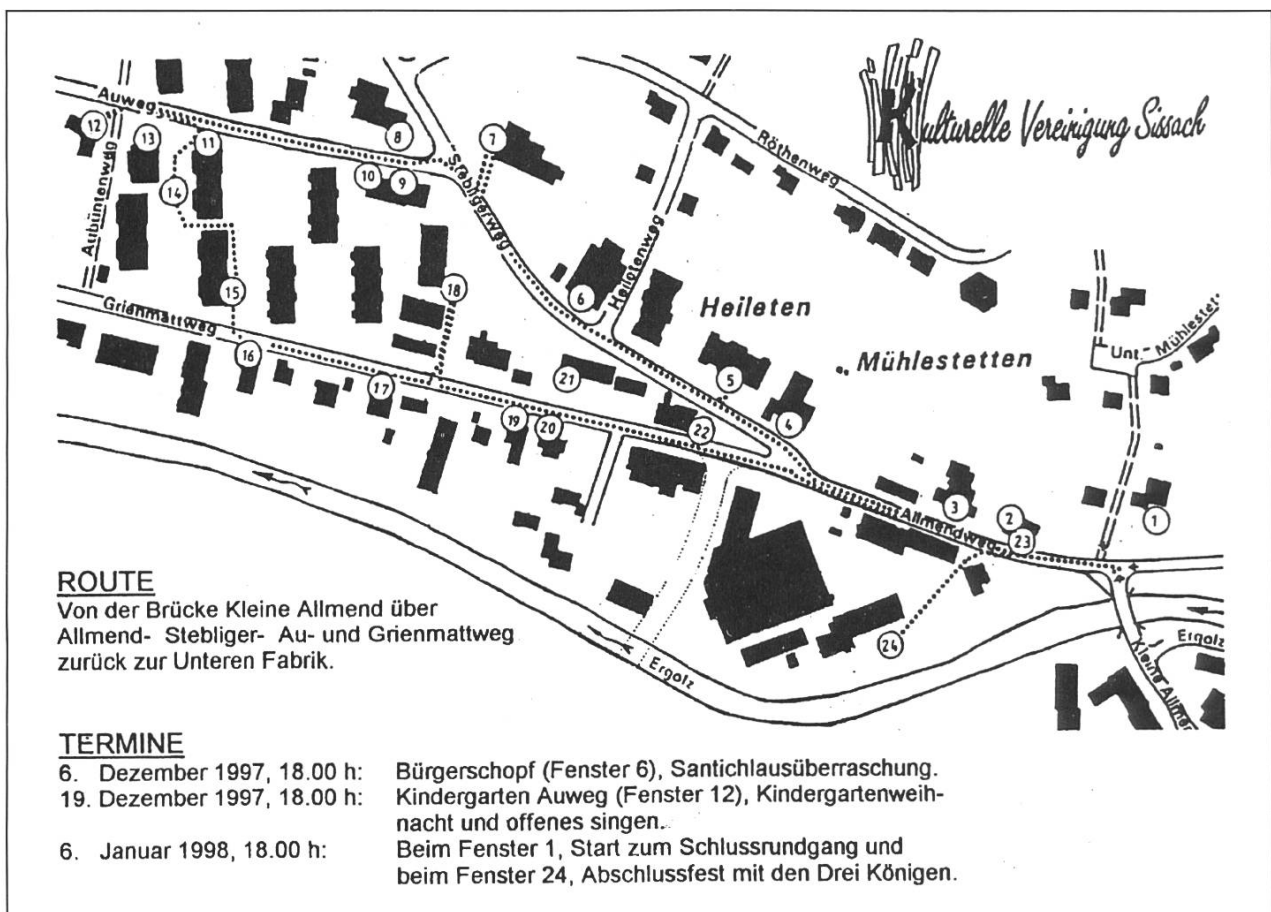 Kulturelle Vereinigung Sissach
Auweg
12
13
11
14
8
10
9
7
Stebligerweg
Röthenweg
Aubüntenweg
15
18
6
Heilotenweg
Heileten
Mühlestetten
Unt. Mühlestet
Grienmattweg
16
17
21
5
4
19
20
22
3
2
23
1
Allmendweg
24
Ergolz
Ergolz
Kleine Allmen
ROUTE
Von der Brücke Kleine Allmend über
Allmend- Stebliger- Au- und Grienmattweg
zurück zur Unteren Fabrik.
TERMINE
6. Dezember 1997, 18.00 h: Bürgerschopf (Fenster 6), Santichlausüberraschung.
19. Dezember 1997, 18.00 h: Kindergarten Auweg (Fenster 12), Kindergartenweih-
nacht und offenes singen.
6. Januar 1998, 18.00 h: Beim Fenster 1, Start zum Schlussrundgang und
beim Fenster 24, Abschlussfest mit den Drei Königen.